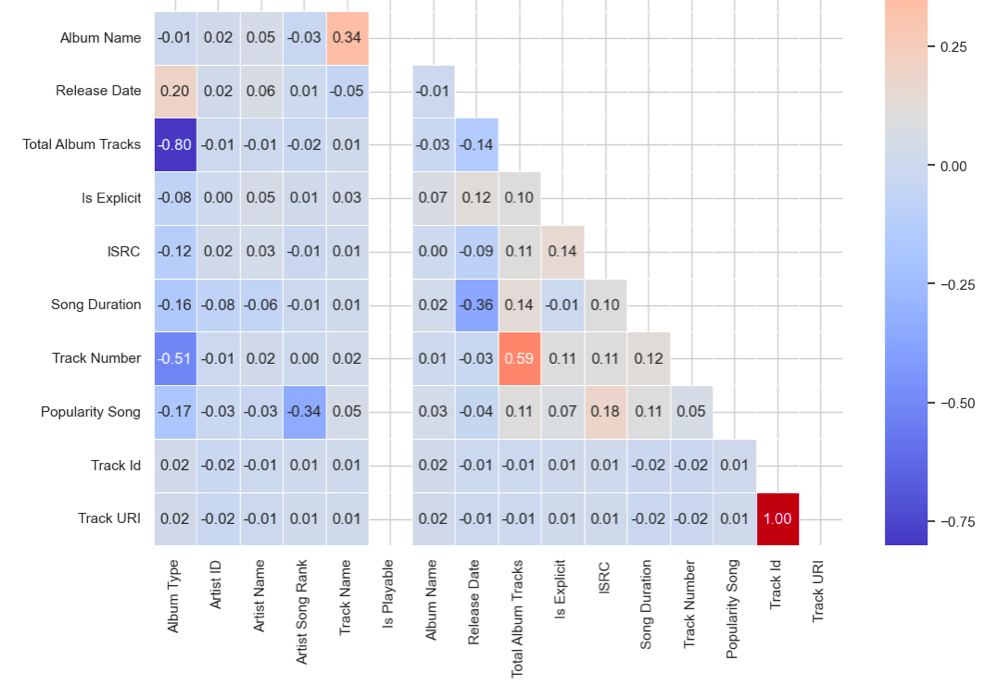 Album Name -0.01 0.02 0.05 -0.03 0.34
Release Date 0.20 0.02 0.06 0.01 -0.05 -0.01
Total Album Tracks -0.80 -0.01 -0.01 -0.02 0.01 -0.03 -0.14
Is Explicit -0.08 0.00 0.05 0.01 0.03 0.07 0.12 0.10
ISRC -0.12 0.02 0.03 -0.01 0.01 0.00 -0.09 0.11 0.14
Song Duration -0.16 -0.08 -0.06 -0.01 0.01 0.02 -0.36 0.14 -0.01 0.10
Track Number -0.51 -0.01 0.02 0.00 0.02 0.01 -0.03 0.59 0.11 0.11 0.12
Popularity Song -0.17 -0.03 -0.03 -0.34 0.05 0.03 -0.04 0.11 0.07 0.18 0.11 0.05
Track Id 0.02 -0.02 -0.01 0.01 0.01 0.02 -0.01 -0.01 0.01 0.01 -0.02 -0.02 0.01
Track URI 0.02 -0.02 -0.01 0.01 0.01 0.02 -0.01 -0.01 0.01 0.01 -0.02 -0.02 0.01 1.00
Album Type
Artist ID
Artist Name
Artist Song Rank
Track Name
Is Playable
Album Name
Release Date
Total Album Tracks
Is Explicit
ISRC
Song Duration
Track Number
Popularity Song
Track Id
Track URI
0.25
0.00
−0.25
−0.50
−0.75